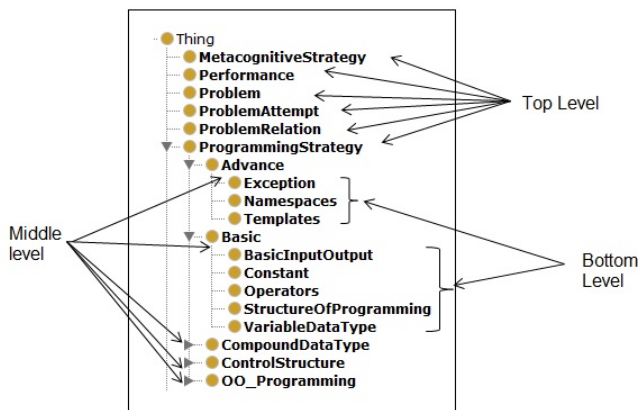 Thing
MetacognitiveStrategy
Performance
Problem
ProblemAttempt
ProblemRelation
ProgrammingStrategy
Advance
Exception
Namespaces
Templates
Basic
BasicInputOutput
Constant
Operators
StructureOfProgramming
VariableDataType
CompoundDataType
ControlStructure
OO_Programming
Top Level
Middle
level
Bottom
Level